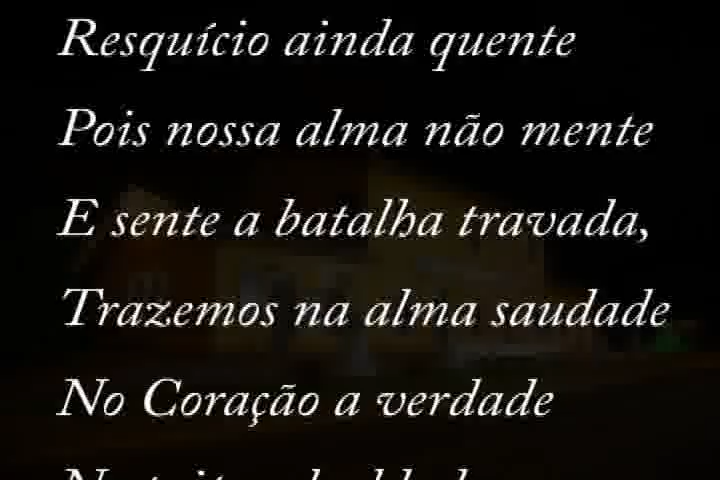 Resquício ainda quente
Pois nossa alma não mente
E sente a batalha travada,
Trazemos na alma saudade
No Coração a verdade